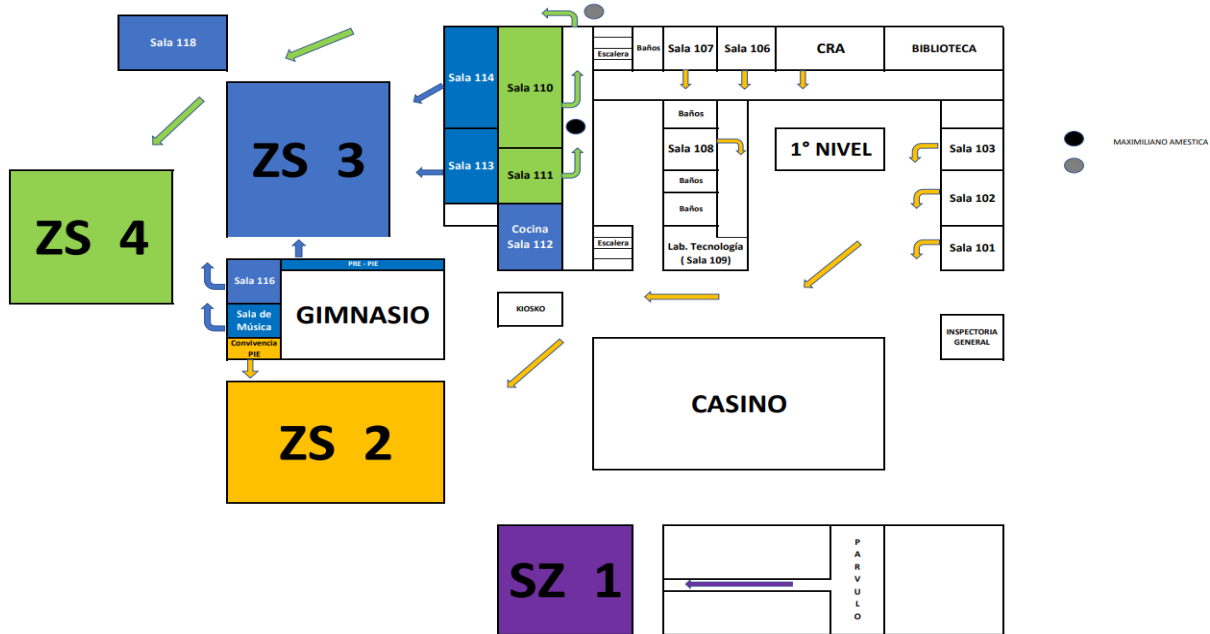 Sala 118
Escalera
Baños
Sala 107
Sala 106
CRA
BIBLIOTECA
Sala 114
Sala 110
Baños
ZS 3
Sala 113
Sala 111
Sala 108
1° NIVEL
Sala 103
MAXIMILIANO AMESTICA
Baños
Baños
Sala 102
ZS 4
Cocina
Sala 112
Escalera
Lab. Tecnología
( Sala 109)
Sala 101
PRE - PIE
Sala 116
Sala de
Música
Convivencia
PIE
GIMNASIO
KIOSKO
INSPECTORIA
GENERAL
ZS 2
CASINO
SZ 1
P
A
R
V
U
L
O